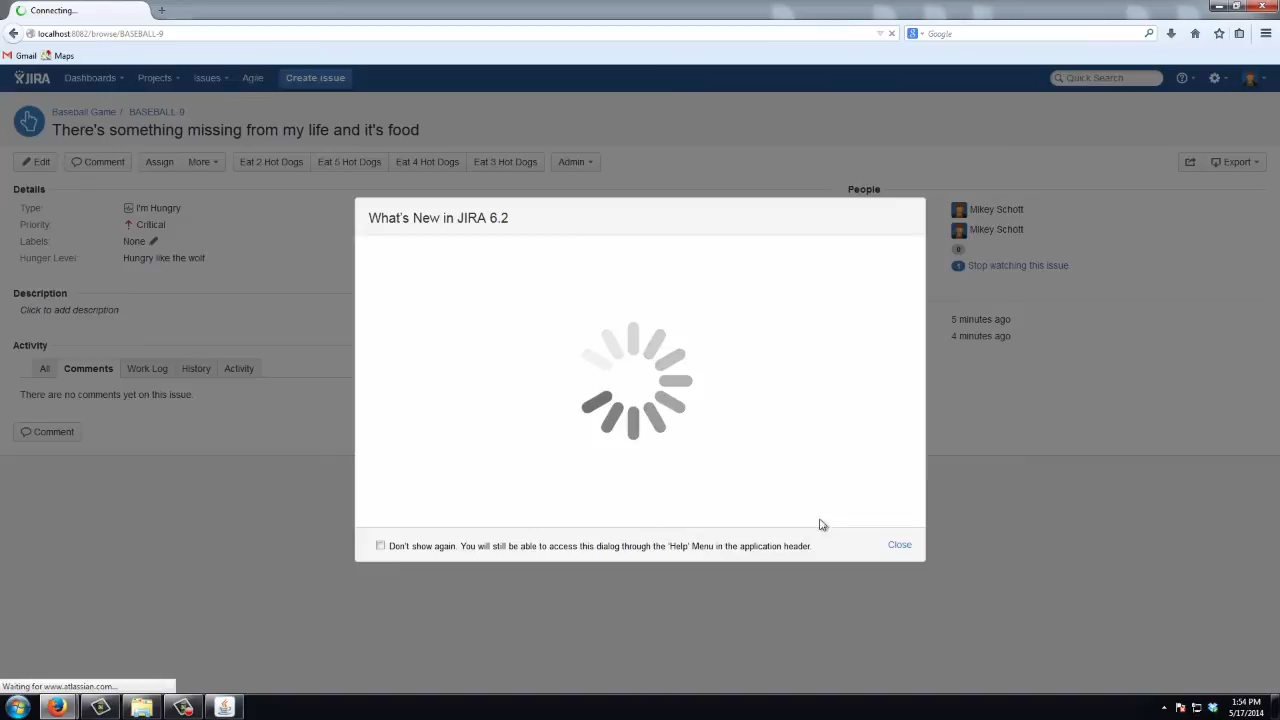 Connecting...
localhost:8082/browse/BASEBALL-9
Google
Gmail Maps
JIRA Dashboards Projects Issues Agile Create issue Quick Search
Baseball Game / BASEBALL-9
There's something missing from my life and it's food
Edit Comment Assign More Eat 2 Hot Dogs Eat 5 Hot Dogs Eat 4 Hot Dogs Eat 3 Hot Dogs Admin Export
Details
Type: I'm Hungry
Priority: Critical
Labels: None
Hunger Level: Hungry like the wolf
Description
Click to add description
Activity
All Comments Work Log History Activity
There are no comments yet on this issue.
Comment
People
Mikey Schott
Mikey Schott
0
1 Stop watching this issue
5 minutes ago
4 minutes ago
What's New in JIRA 6.2
Don't show again. You will still be able to access this dialog through the 'Help' Menu in the application header.
Close
Waiting for www.atlassian.com...
1:54 PM
5/17/2014